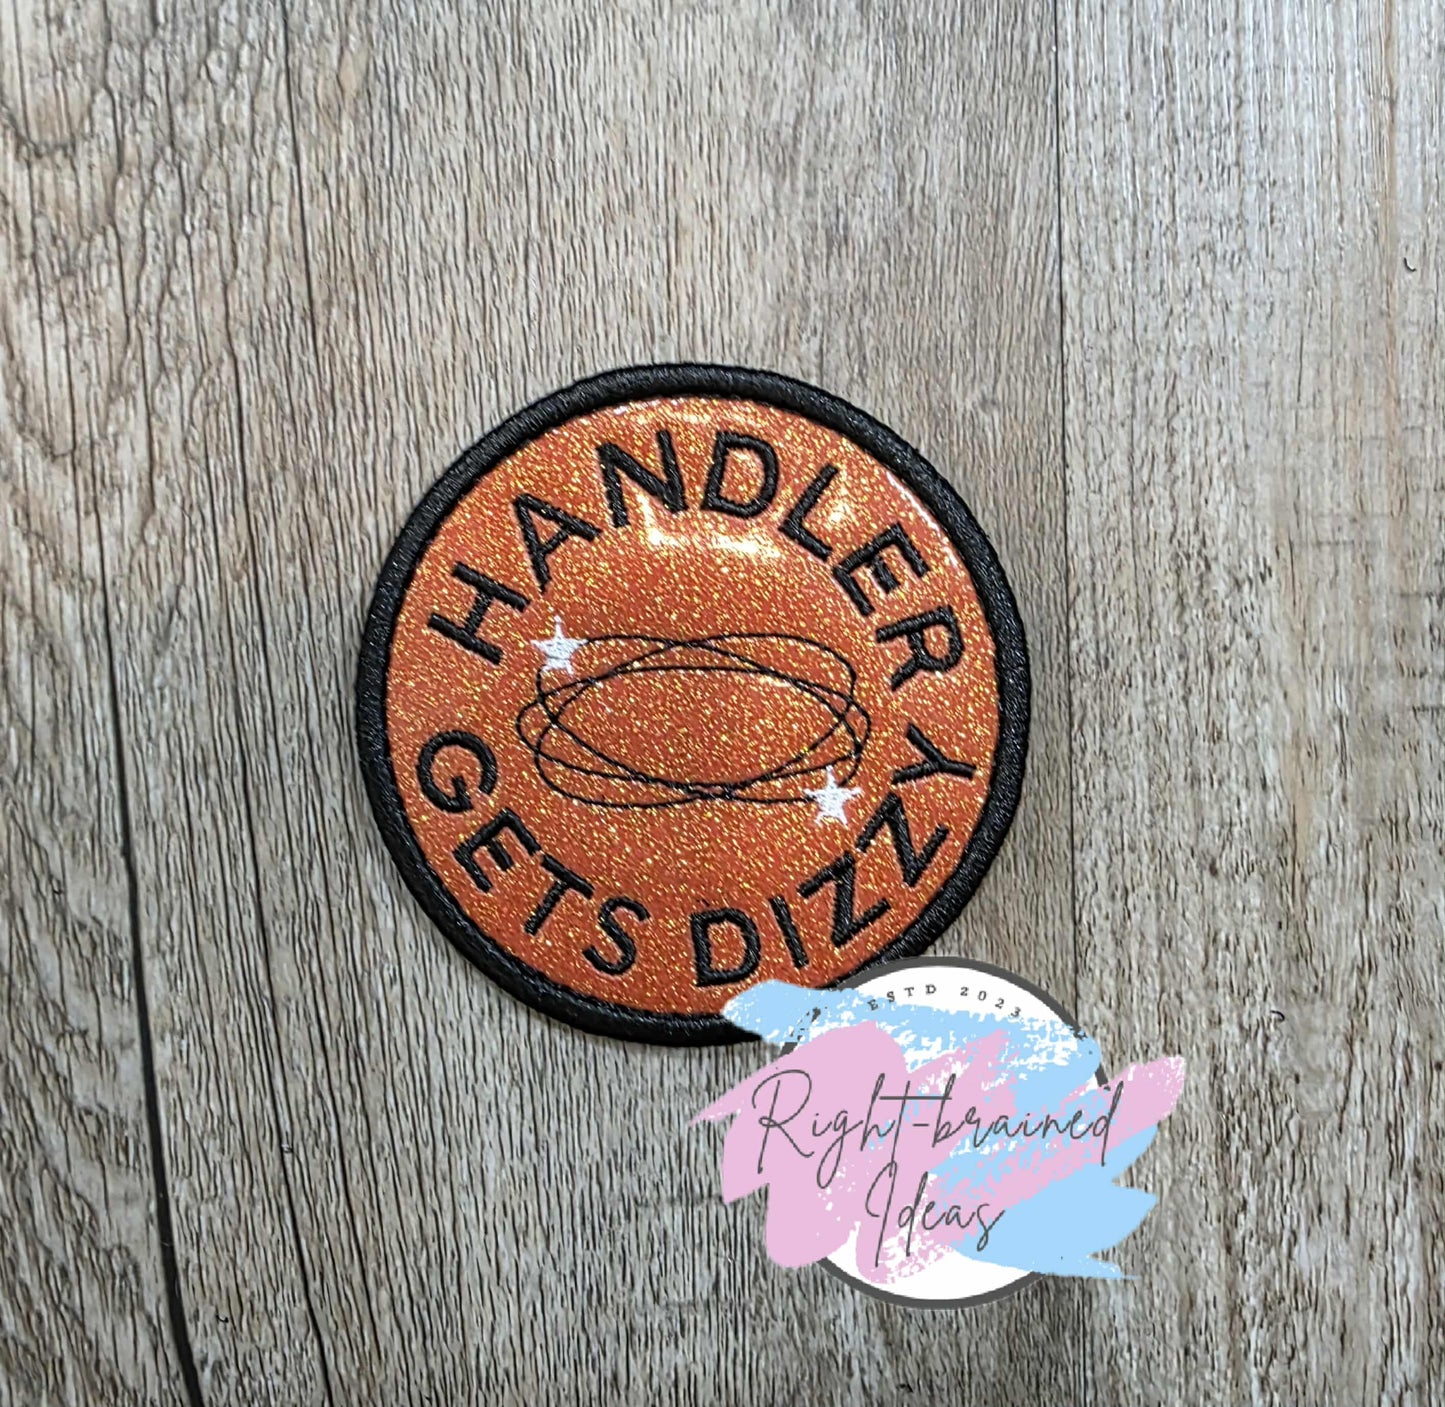 HANDLER
GETS DIZZY
ESTD 2023
Right-brained
Ideas